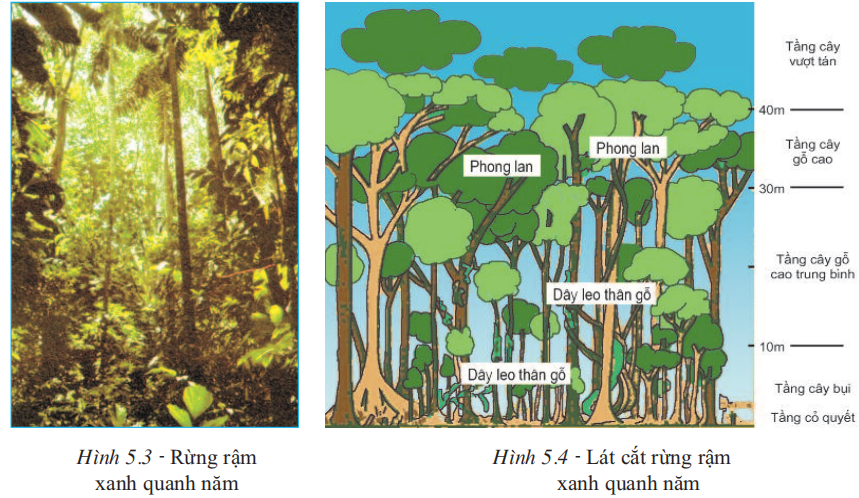 Tầng cây
vượt tán
40m
Tầng cây
gỗ cao
Phong lan
Phong lan
30m
Tầng cây gỗ
cao trung bình
Dây leo thân gỗ
10m
Dây leo thân gỗ
Tầng cây bụi
Tầng cỏ quyết
Hình 5.3 - Rừng rậm
xanh quanh năm
Hình 5.4 - Lát cắt rừng rậm
xanh quanh năm